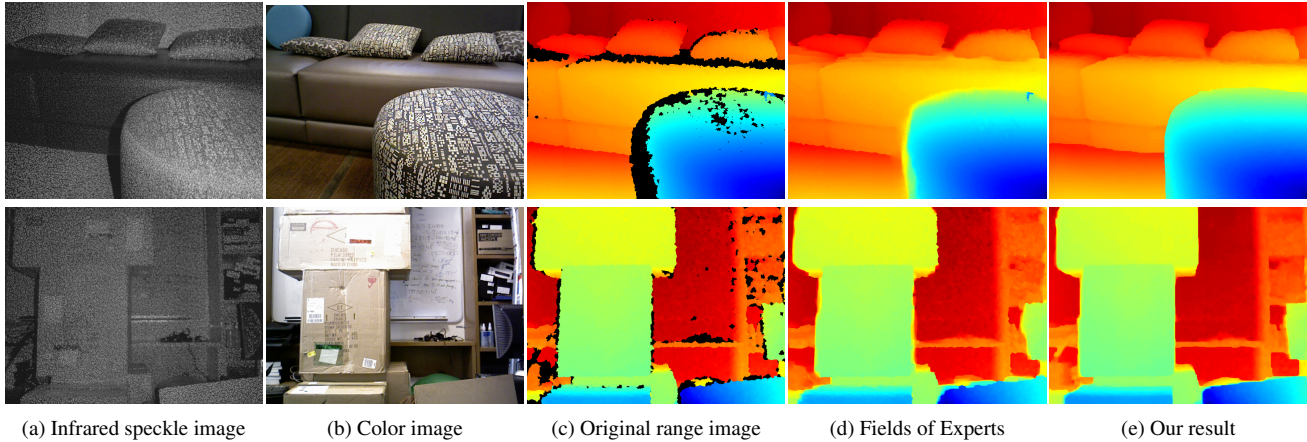 (a) Infrared speckle image
(b) Color image
(c) Original range image
(d) Fields of Experts
(e) Our result